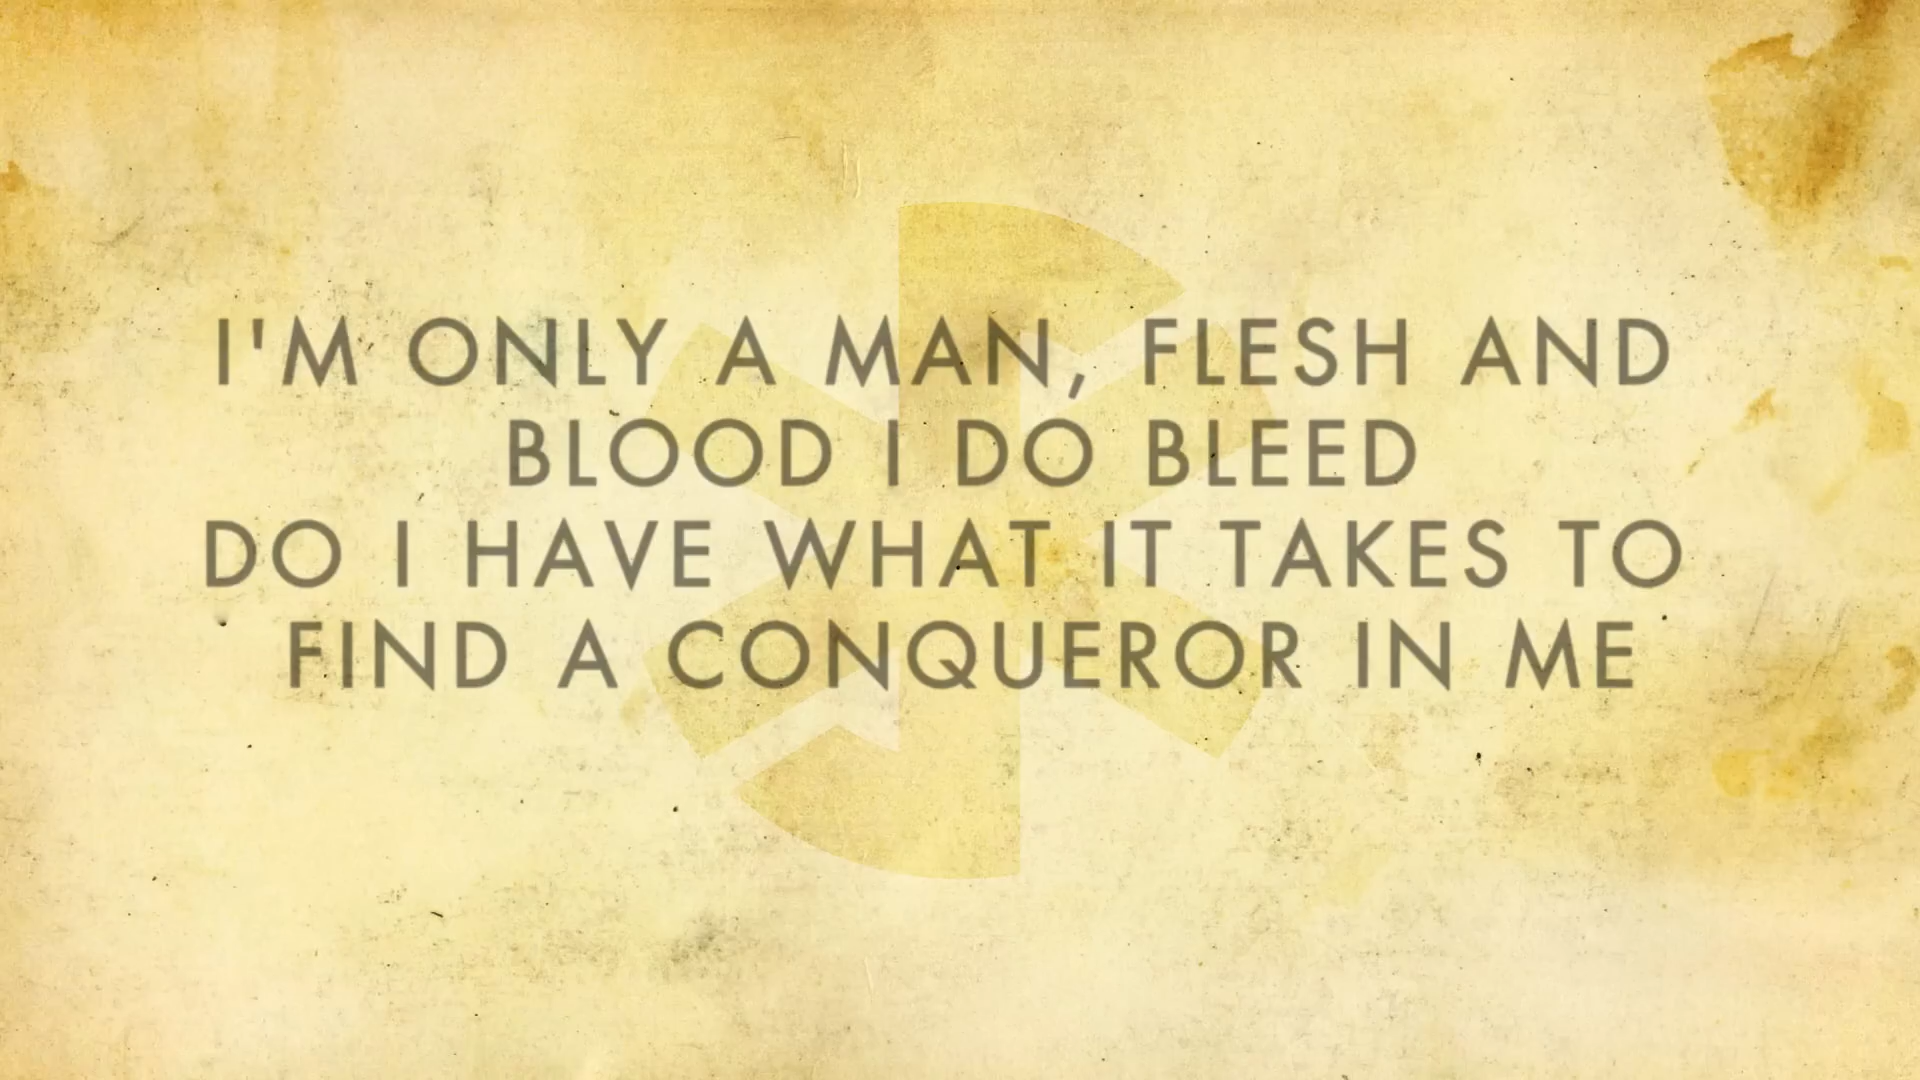 I'M ONLY A MAN, FLESH AND
BLOOD I DO BLEED
DO I HAVE WHAT IT TAKES TO
FIND A CONQUEROR IN ME